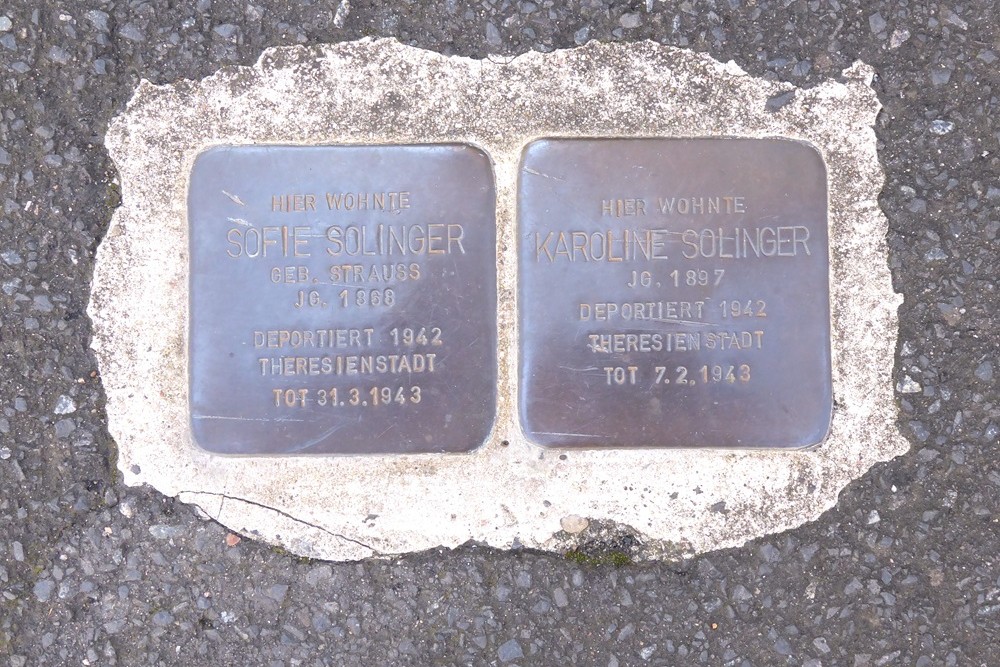 HIER WOHNTE
SOFIE SOLINGER
GEB. STRAUSS
JG. 1868
DEPORTIERT 1942
THERESIENSTADT
TOT 31.3.1943
HIER WOHNTE
KAROLINE SOLINGER
JG. 1897
DEPORTIERT 1942
THERESIENSTADT
TOT 7.2.1943